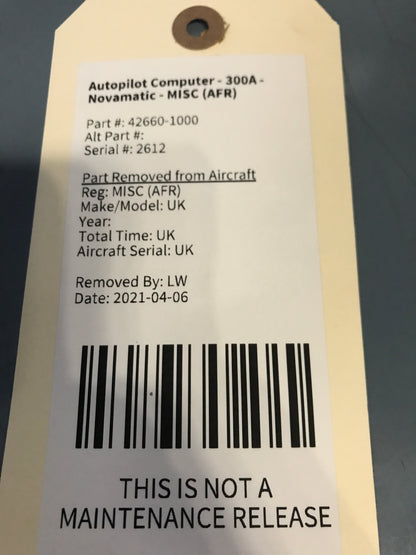 Autopilot Computer - 300A -
Novamatic - MISC (AFR)
Part #: 42660-1000
Alt Part #:
Serial #: 2612
Part Removed from Aircraft
Reg: MISC (AFR)
Make/Model: UK
Year:
Total Time: UK
Aircraft Serial: UK
Removed By: LW
Date: 2021-04-06
THIS IS NOT A
MAINTENANCE RELEASE